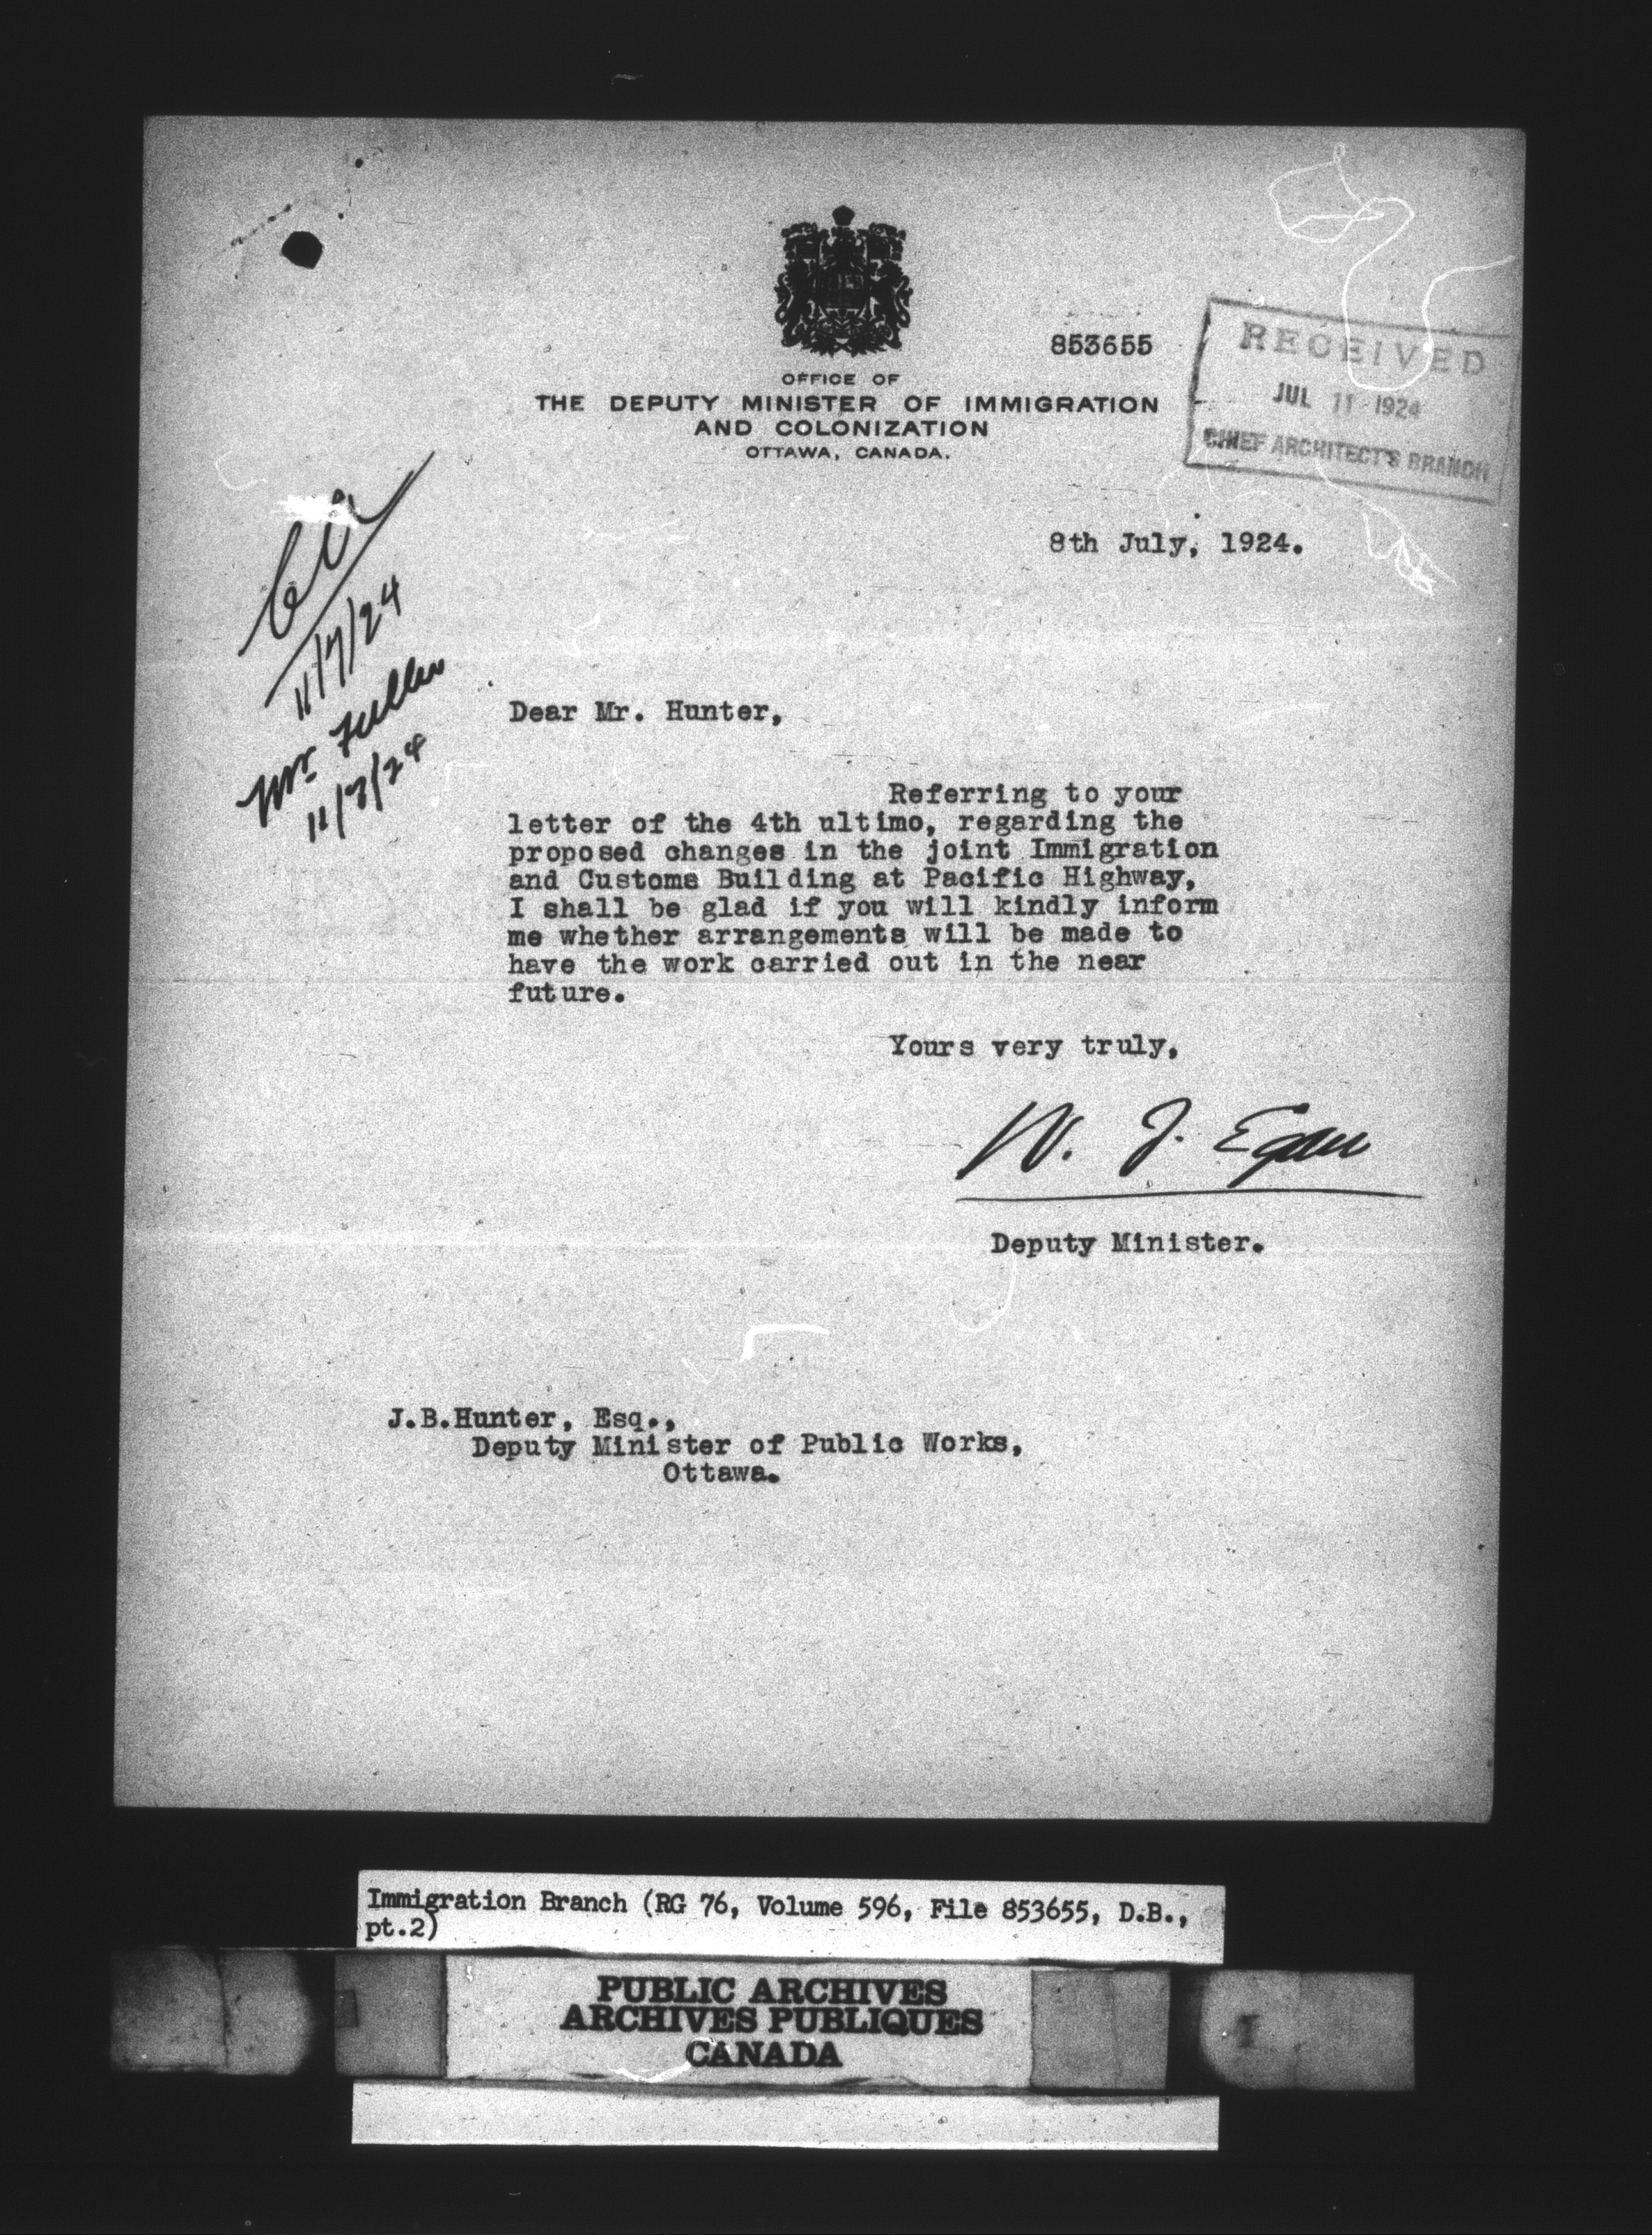 853655
RECEIVED
JUL 11 1924
CHIEF ARCHITECT'S BRANCH
OFFICE OF
THE DEPUTY MINISTER OF IMMIGRATION
AND COLONIZATION
OTTAWA, CANADA.
8th July, 1924.
11/7/24
Mr. Fuller
11/7/24
Dear Mr. Hunter,
Referring to your
letter of the 4th ultimo, regarding the
proposed changes in the joint Immigration
and Customs Building at Pacific Highway,
I shall be glad if you will kindly inform
me whether arrangements will be made to
have the work carried out in the near
future.
Yours very truly,
W. J. Egan
Deputy Minister.
J.B.Hunter, Esq.,
Deputy Minister of Public Works,
Ottawa.
Immigration Branch (RG 76, Volume 596, File 853655, D.B.,
pt.2)
PUBLIC ARCHIVES
ARCHIVES PUBLIQUES
CANADA